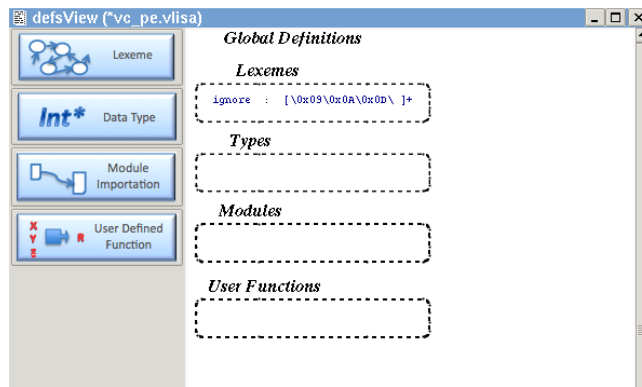 defsView (*vc_pe.vlisa)
Lexeme
Int* Data Type
Module
Importation
X
Y
R
User Defined
Function
Global Definitions
Lexemes
ignore : [\0x09\0x0A\0x0D\ ]+
Types
Modules
User Functions